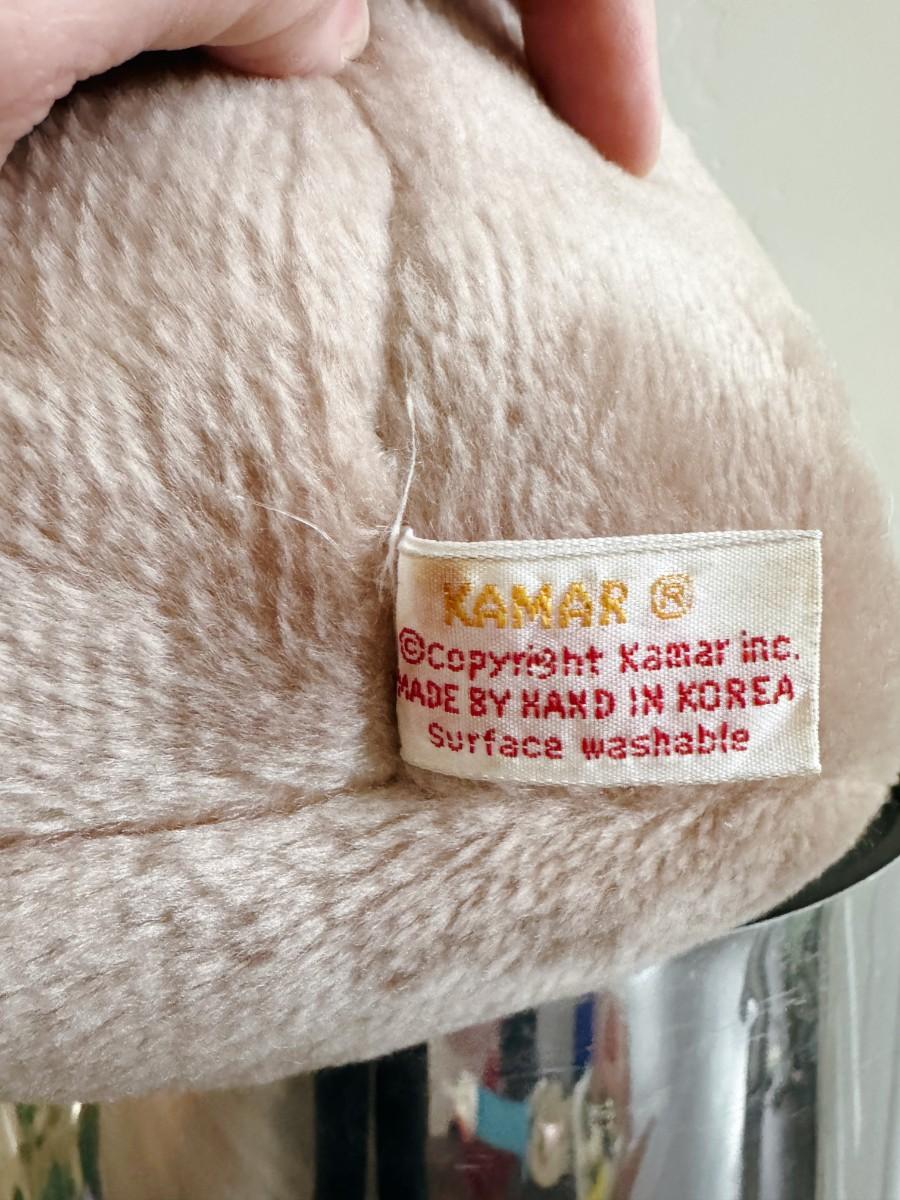 KAMAR ®
©Copyright Kamar inc.
MADE BY HAND IN KOREA
Surface washable